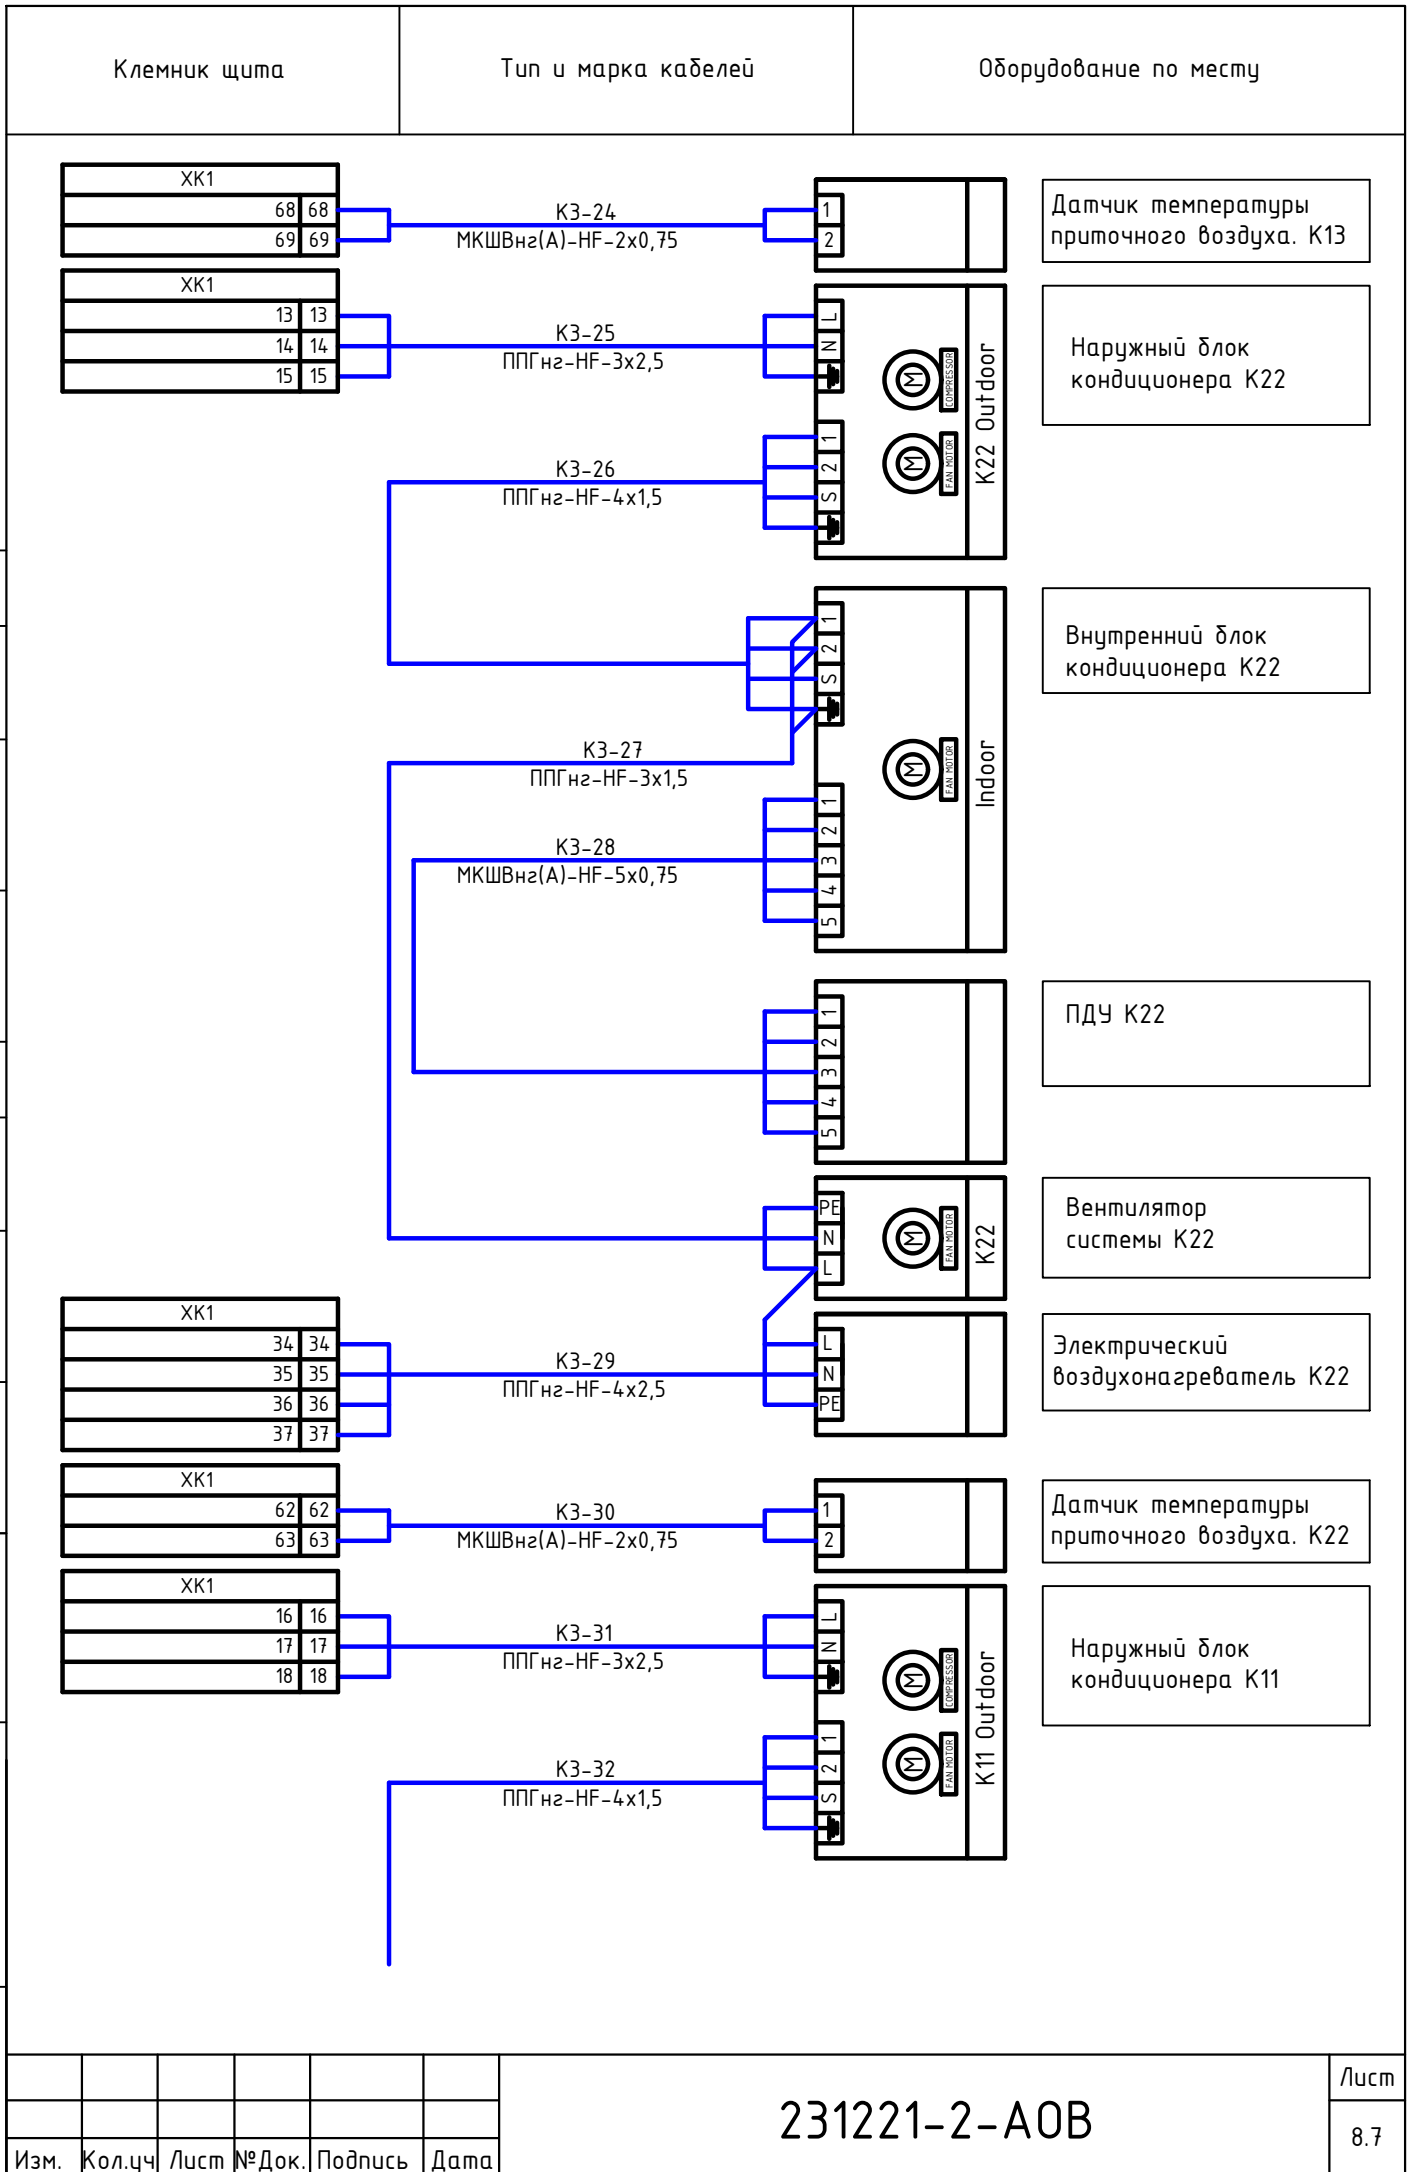 Клемник щита
Тип и марка кабелей
Оборудование по месту
XK1
68 68
69 69
К3-24
МКШВнг(А)-HF-2х0,75
1
2
Датчик температуры
приточного воздуха. К13
XK1
13 13
14 14
15 15
К3-25
ППГнг-HF-3х2,5
L
N
COMPRESSOR
FAN MOTOR
M
M
K22 Outdoor
Наружный блок
кондиционера К22
К3-26
ППГнг-HF-4х1,5
1
2
S
1
2
S
Внутренний блок
кондиционера К22
К3-27
ППГнг-HF-3х1,5
M
FAN MOTOR
Indoor
К3-28
МКШВнг(А)-HF-5х0,75
1
2
3
4
5
ПДУ К22
1
2
3
4
5
PE
N
L
M
FAN MOTOR
K22
Вентилятор
системы К22
XK1
34 34
35 35
36 36
37 37
К3-29
ППГнг-HF-4х2,5
L
N
PE
Электрический
воздухонагреватель К22
XK1
62 62
63 63
К3-30
МКШВнг(А)-HF-2х0,75
1
2
Датчик температуры
приточного воздуха. К22
XK1
16 16
17 17
18 18
К3-31
ППГнг-HF-3х2,5
L
N
M
COMPRESSOR
M
FAN MOTOR
K11 Outdoor
Наружный блок
кондиционера К11
К3-32
ППГнг-HF-4х1,5
1
2
S
231221-2-АОВ
Лист
8.7
Изм. Кол.уч Лист №Док. Подпись Дата